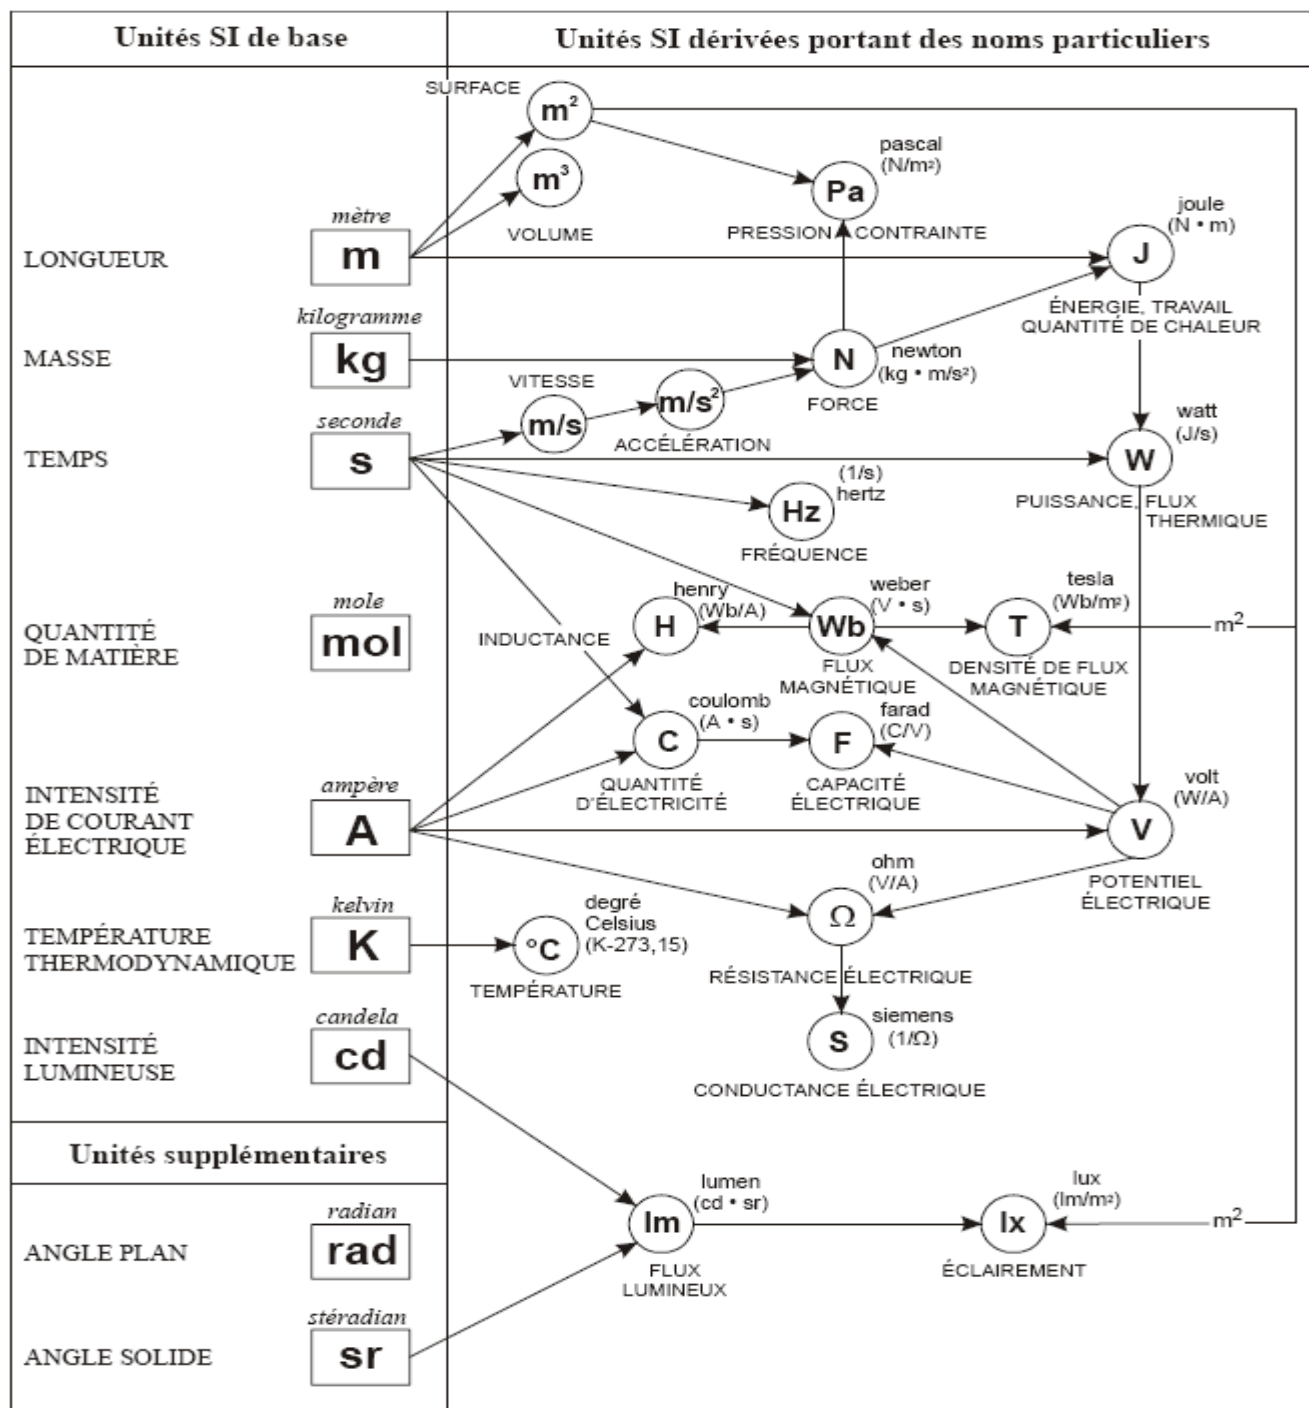 Unités SI de base
Unités SI dérivées portant des noms particuliers
SURFACE
m²
m³
VOLUME
pascal
(N/m²)
Pa
PRESSION CONTRAINTE
joule
(N • m)
J
ÉNERGIE, TRAVAIL
QUANTITÉ DE CHALEUR
LONGUEUR
mètre
m
MASSE
kilogramme
kg
N
newton
(kg • m/s²)
FORCE
VITESSE
m/s
m/s²
ACCÉLÉRATION
TEMPS
seconde
s
watt
(J/s)
W
PUISSANCE, FLUX
THERMIQUE
(1/s)
hertz
Hz
FRÉQUENCE
QUANTITÉ
DE MATIÈRE
mole
mol
INDUCTANCE
henry
(Wb/A)
H
weber
(V • s)
Wb
FLUX
MAGNÉTIQUE
tesla
(Wb/m²)
T
DENSITÉ DE FLUX
MAGNÉTIQUE
m²
coulomb
(A • s)
C
QUANTITÉ
D'ÉLECTRICITÉ
farad
(C/V)
F
CAPACITÉ
ÉLECTRIQUE
INTENSITÉ
DE COURANT
ÉLECTRIQUE
ampère
A
volt
(W/A)
V
POTENTIEL
ÉLECTRIQUE
ohm
(V/A)
Ω
RÉSISTANCE ÉLECTRIQUE
TEMPÉRATURE
THERMODYNAMIQUE
kelvin
K
degré
Celsius
(K-273,15)
°C
TEMPÉRATURE
siemens
(1/Ω)
S
CONDUCTANCE ÉLECTRIQUE
INTENSITÉ
LUMINEUSE
candela
cd
Unités supplémentaires
ANGLE PLAN
radian
rad
lumen
(cd • sr)
lm
FLUX
LUMINEUX
lux
(lm/m²)
lx
ÉCLAIREMENT
m²
ANGLE SOLIDE
stéradian
sr